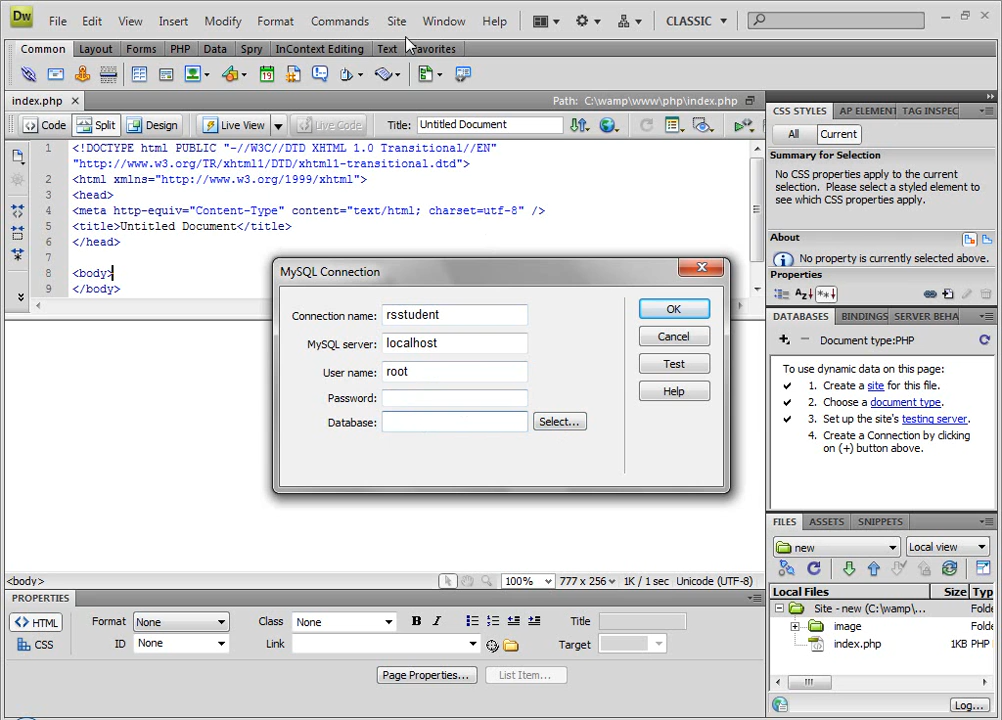 Dw File Edit View Insert Modify Format Commands Site Window Help CLASSIC
Common Layout Forms PHP Data Spry InContext Editing Text Favorites
index.php Path: C:\wamp\www\php\index.php
Code Split Design Live View Live Code Title: Untitled Document
1 <!DOCTYPE html PUBLIC "-//W3C//DTD XHTML 1.0 Transitional//EN"
"http://www.w3.org/TR/xhtml1/DTD/xhtml1-transitional.dtd">
2 <html xmlns="http://www.w3.org/1999/xhtml">
3 <head>
4 <meta http-equiv="Content-Type" content="text/html; charset=utf-8" />
5 <title>Untitled Document</title>
6 </head>
7
8 <body>
9 </body>
MySQL Connection
Connection name: rsstudent
MySQL server: localhost
User name: root
Password:
Database: Select...
OK
Cancel
Test
Help
CSS STYLES AP ELEMENT TAG INSPEC
All Current
Summary for Selection
No CSS properties apply to the
current selection. Please
selection. Please select a styled element to
see which CSS properties apply.
About
No property is currently selected above.
Properties
DATABASES BINDINGS SERVER BEHA
Document type:PHP
To use dynamic data on this page:
1. Create a site for this file.
2. Choose a document type.
3. Set up the site's testing server.
4. Create a Connection by clicking
on (+) button above.
FILES ASSETS SNIPPETS
new Local view
Local Files Size Typ
Site - new (C:\wamp\... Folde
image Folde
index.php 1KB PHP
Log...
<body> 100% 777 x 256 1K / 1 sec Unicode (UTF-8)
PROPERTIES
HTML Format None Class None B I Title
CSS ID None Link Target
Page Properties... List Item...